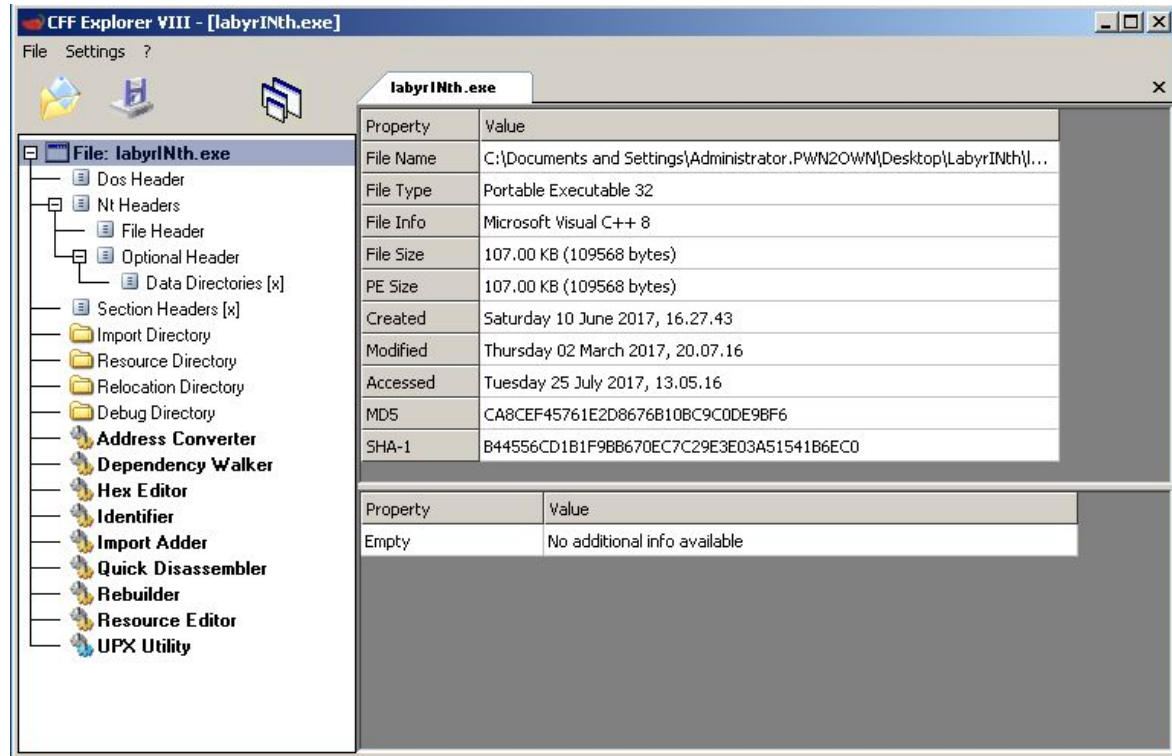 CFF Explorer VIII - [labyrINth.exe]
File Settings ?
labyrINth.exe
File: labyrINth.exe
Dos Header
Nt Headers
File Header
Optional Header
Data Directories [x]
Section Headers [x]
Import Directory
Resource Directory
Relocation Directory
Debug Directory
Address Converter
Dependency Walker
Hex Editor
Identifier
Import Adder
Quick Disassembler
Rebuilder
Resource Editor
UPX Utility
Property Value
File Name C:\Documents and Settings\Administrator.PWN2OWN\Desktop\LabyrINth\l...
File Type Portable Executable 32
File Info Microsoft Visual C++ 8
File Size 107.00 KB (109568 bytes)
PE Size 107.00 KB (109568 bytes)
Created Saturday 10 June 2017, 16.27.43
Modified Thursday 02 March 2017, 20.07.16
Accessed Tuesday 25 July 2017, 13.05.16
MD5 CA8CEF45761E2D8676B10BC9C0DE9BF6
SHA-1 B44556CD1B1F9BB670EC7C29E3E03A51541B6EC0
Property Value
Empty No additional info available